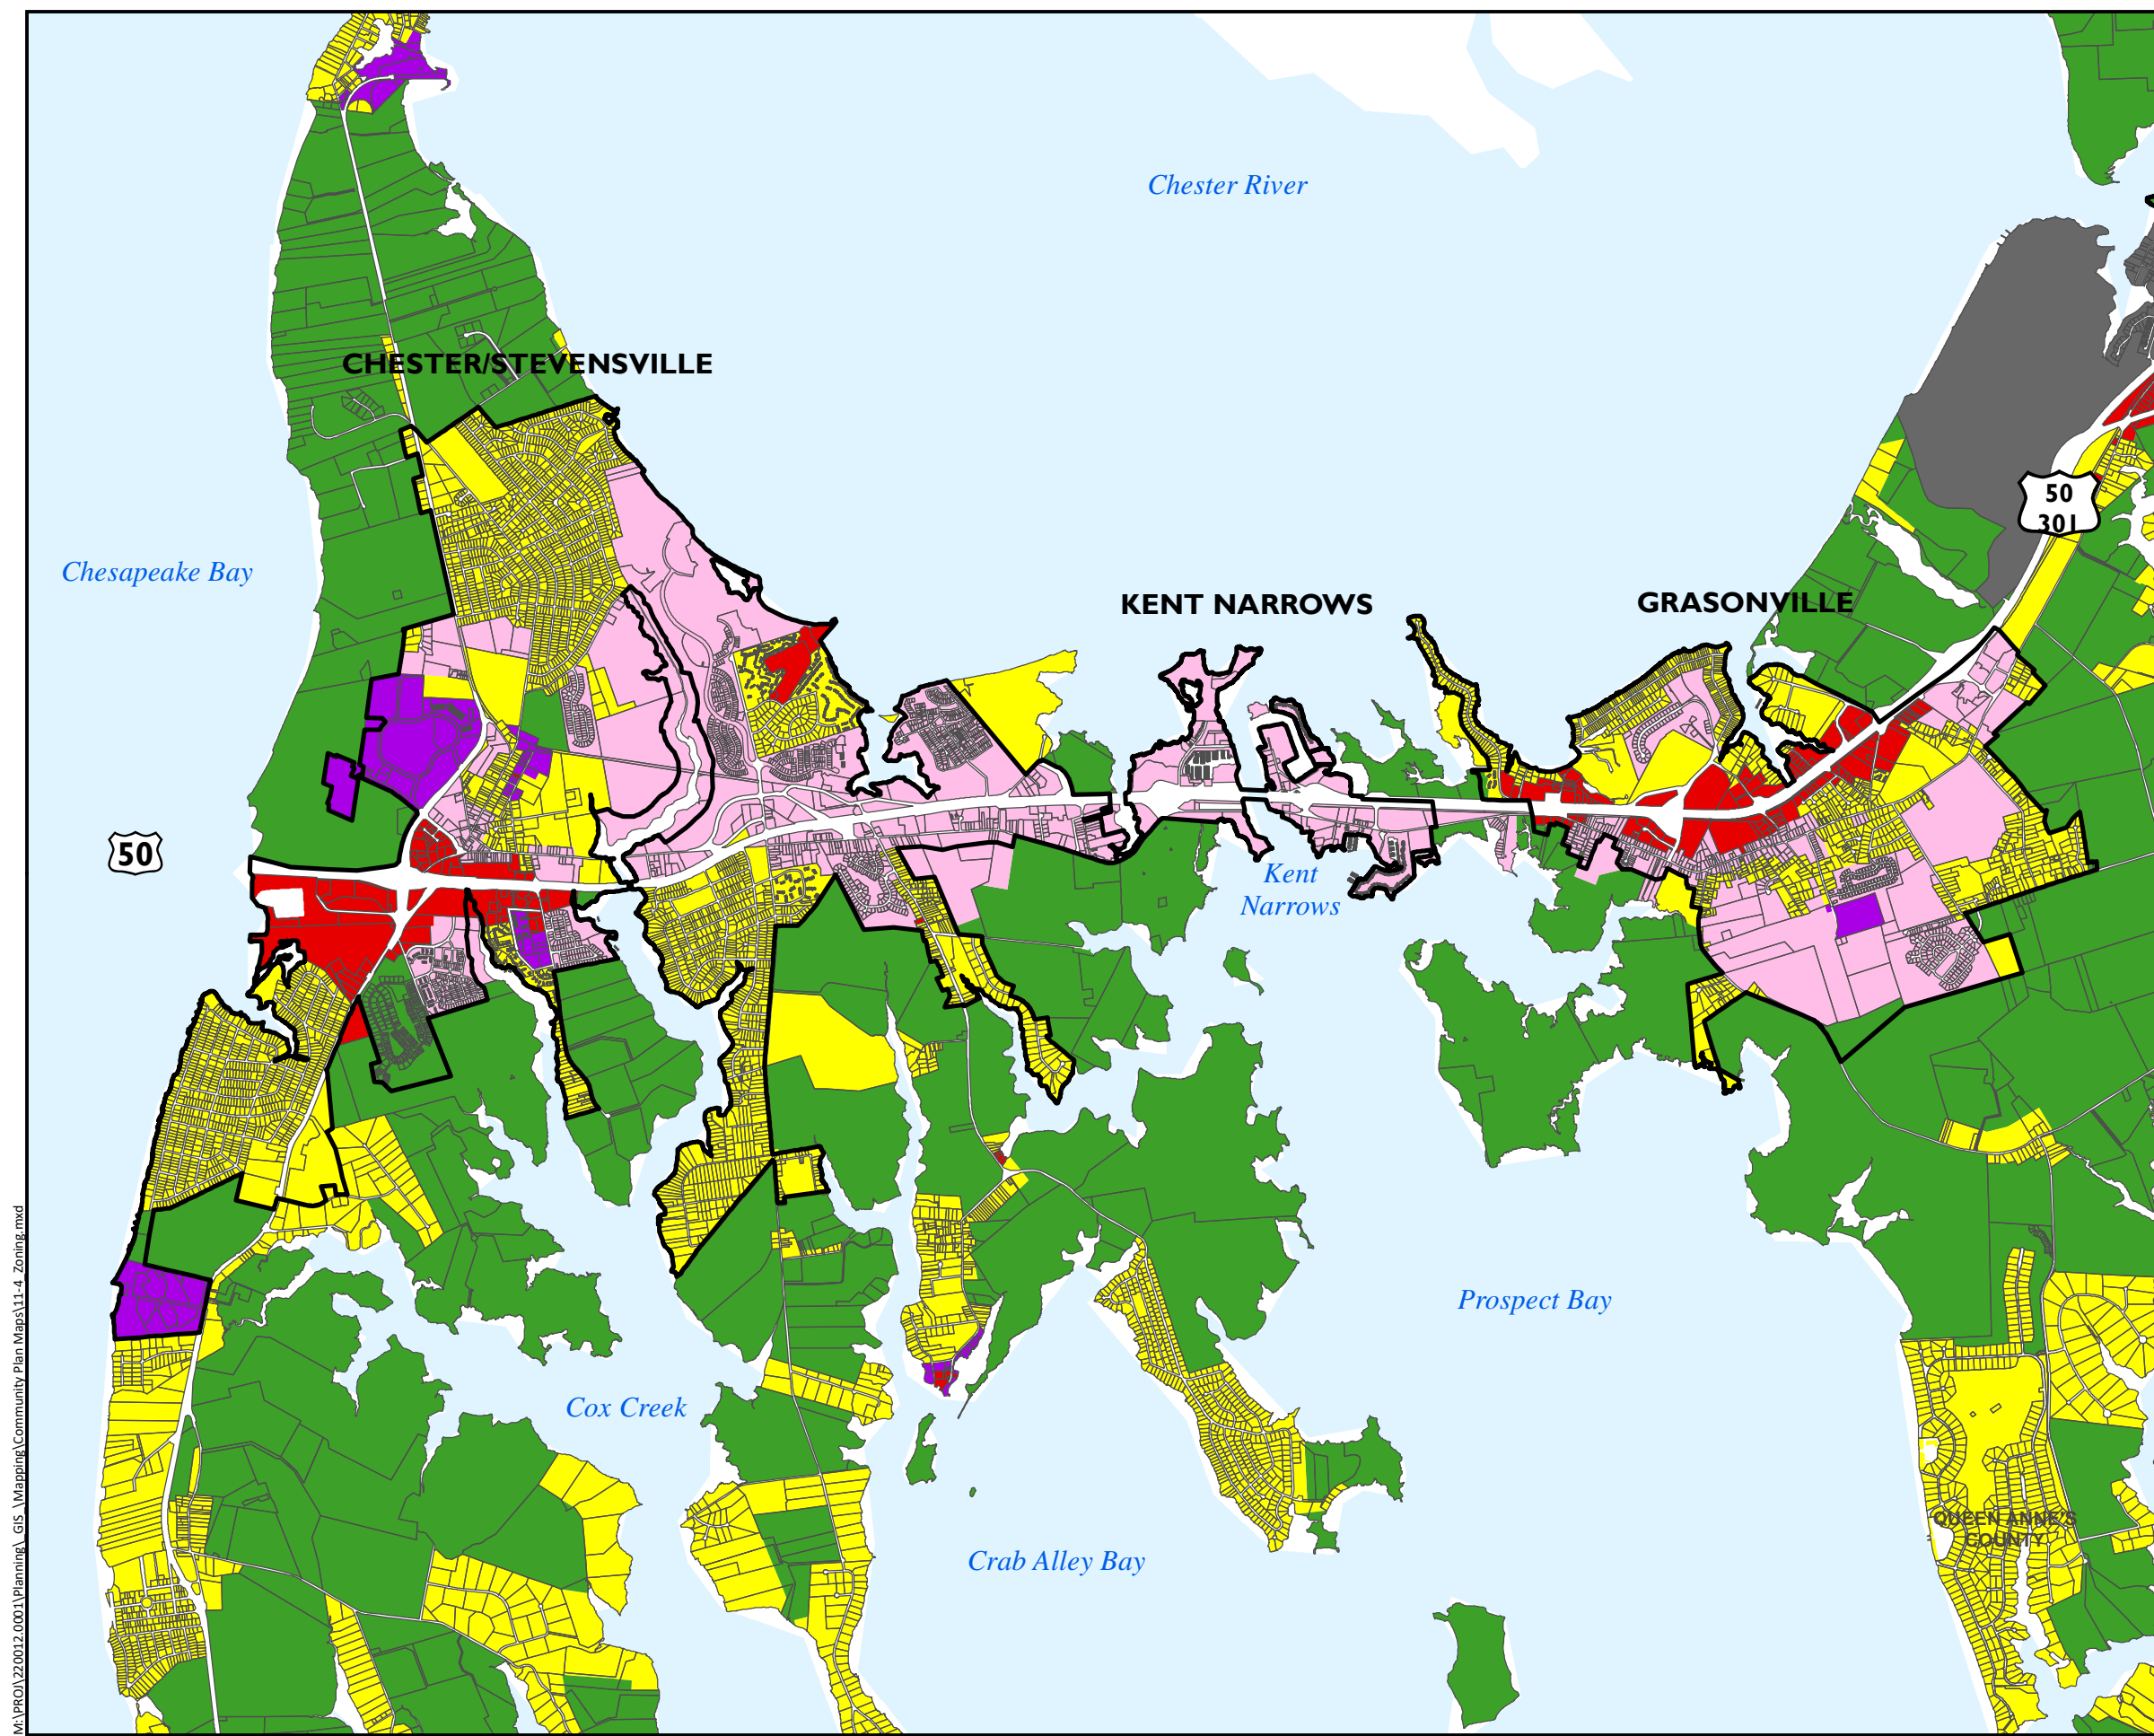 Chester River
CHESTER/STEVENSVILLE
50
301
Chesapeake Bay
KENT NARROWS
GRASONVILLE
50
Kent
Narrows
Prospect Bay
Cox Creek
QUEEN ANNE'S
COUNTY
Crab Alley Bay
M:\PROJ\2200012.0001\Planning\_GIS_\Mapping\Community Plan Maps\11-4_Zoning.mxd